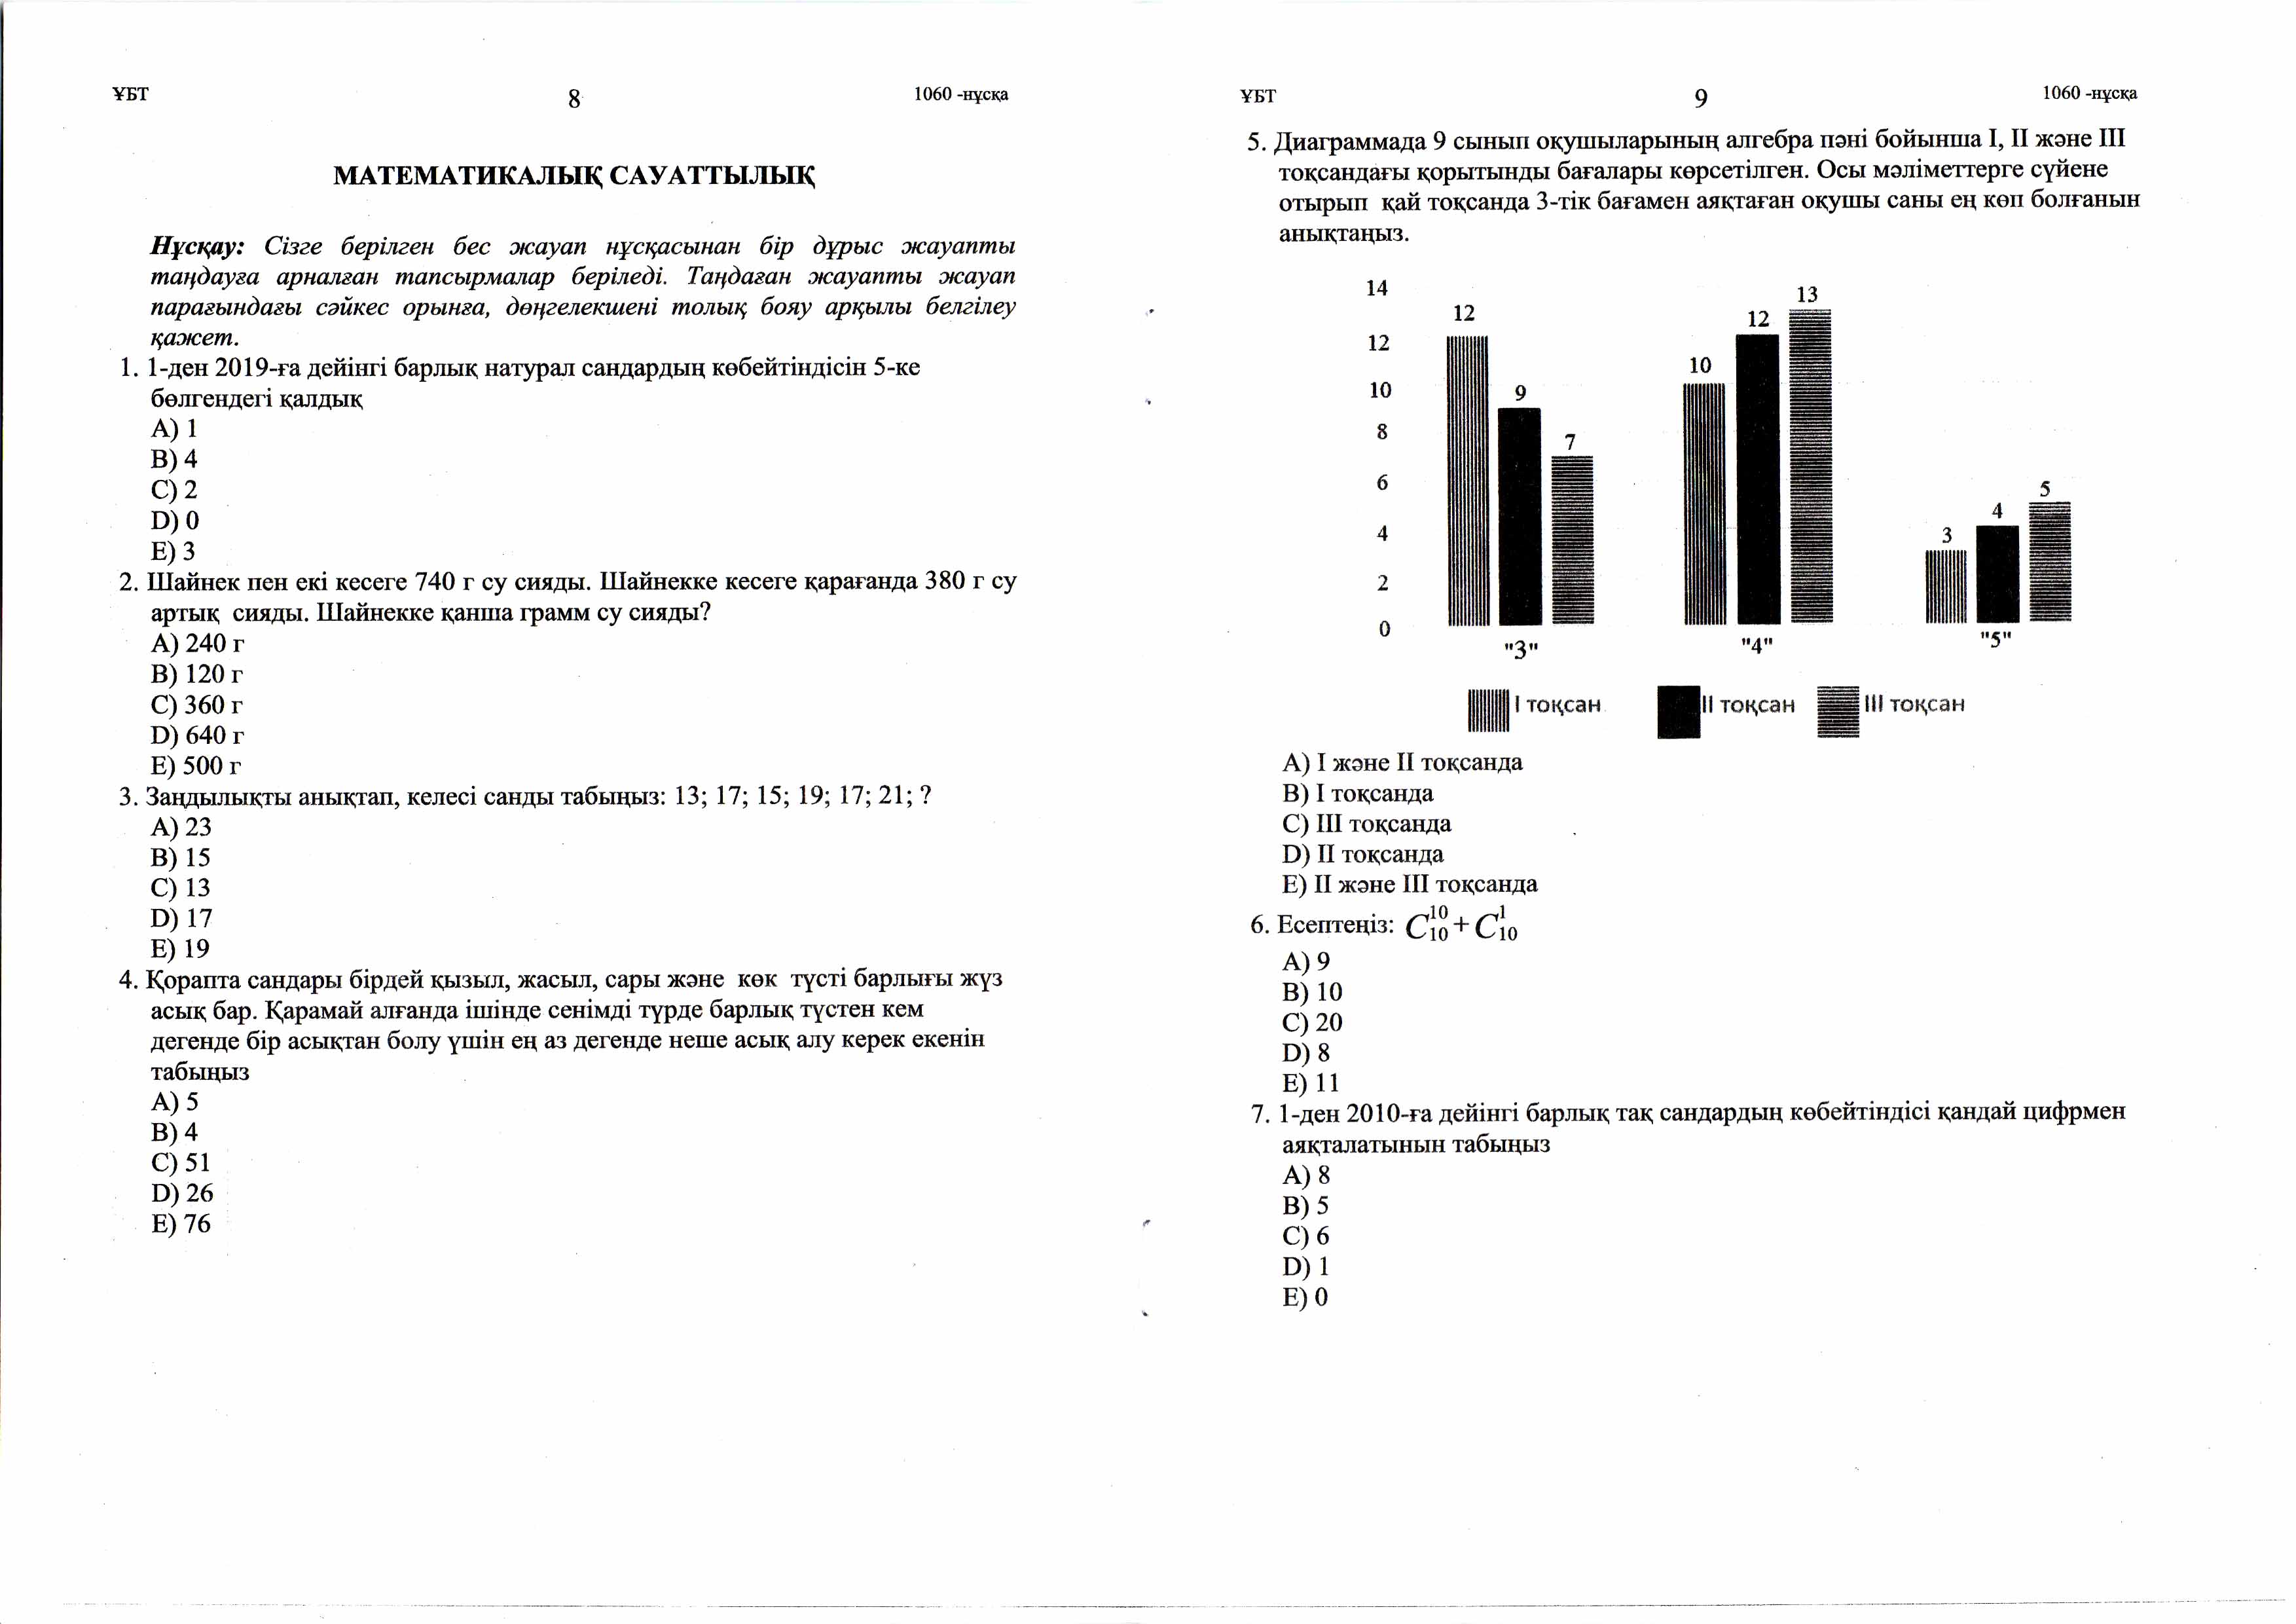 ҰБТ 8 1060 -нұсқа
МАТЕМАТИКАЛЫҚ САУАТТЫЛЫҚ
Нұсқау: Сізге берілген бес жауап нұсқасынан бір дұрыс жауапты
таңдауға арналған тапсырмалар беріледі. Таңдаған жауапты жауап
парағындағы сәйкес орынға, дөңгелекшені толық бояу арқылы белгілеу
қажет.
1. 1-ден 2019-ға дейінгі барлық натурал сандардың көбейтіндісін 5-ке
бөлгендегі қалдық
A) 1
B) 4
C) 2
D) 0
E) 3
2. Шайнек пен екі кесеге 740 г су сияды. Шайнекке кесеге қарағанда 380 г су
артық сияды. Шайнекке қанша грамм су сияды?
A) 240 г
B) 120 г
C) 360 г
D) 640 г
E) 500 г
3. Заңдылықты анықтап, келесі санды табыңыз: 13; 17; 15; 19; 17; 21; ?
A) 23
B) 15
C) 13
D) 17
E) 19
4. Қорапта сандары бірдей қызыл, жасыл, сары және көк түсті барлығы жүз
асық бар. Қарамай алғанда ішінде сенімді түрде барлық түстен кем
дегенде бір асықтан болу үшін ең аз дегенде неше асық алу керек екенін
табыңыз
A) 5
B) 4
C) 51
D) 26
E) 76
ҰБТ 9 1060 -нұсқа
5. Диаграммада 9 сынып оқушыларының алгебра пәні бойынша I, II және III
тоқсандағы қорытынды бағалары көрсетілген. Осы мәліметтерге сүйене
отырып қай тоқсанда 3-тік бағамен аяқтаған оқушы саны ең көп болғанын
анықтаңыз.
14
12
10
8
6
4
2
0
12 9 7
10 12 13
3 4 5
"3" "4" "5"
I тоқсан II тоқсан III тоқсан
A) I және II тоқсанда
B) I тоқсанда
C) III тоқсанда
D) II тоқсанда
E) II және III тоқсанда
6. Есептеңіз: $C_{10}^{10} + C_{10}^{1}$
A) 9
B) 10
C) 20
D) 8
E) 11
7. 1-ден 2010-ға дейінгі барлық тақ сандардың көбейтіндісі қандай цифрмен
аяқталатынын табыңыз
A) 8
B) 5
C) 6
D) 1
E) 0